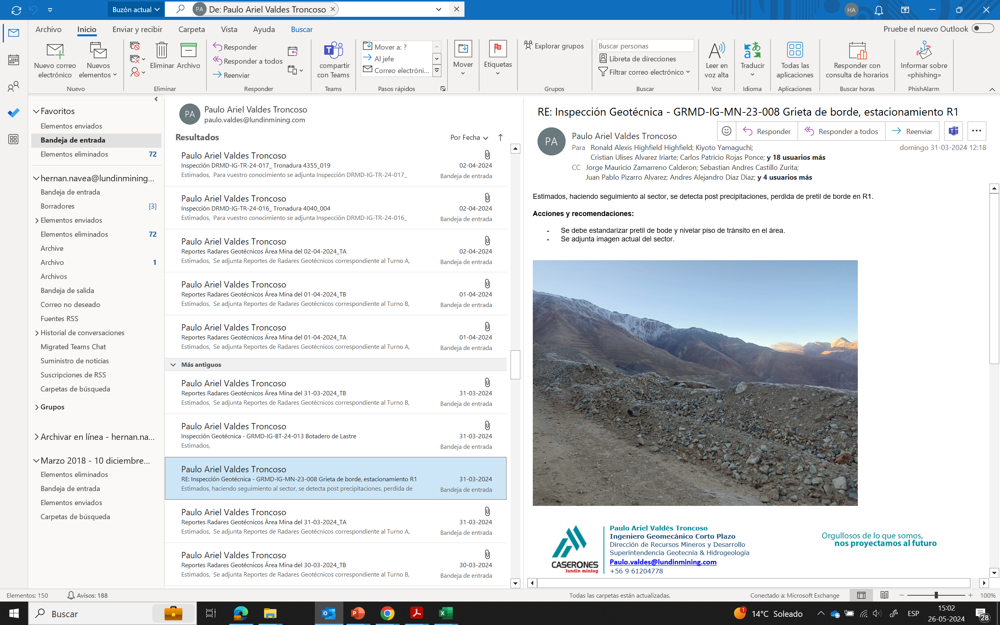 Buzón actual
PA De: Paulo Ariel Valdes Troncoso
HA
Archivo Inicio Enviar y recibir Carpeta Vista Ayuda Buscar
Pruebe el nuevo Outlook
Nuevo correo electrónico
Nuevos elementos
Nuevo
Eliminar
Archivo
Eliminar
Responder
Responder a todos
Reenviar
Responder
compartir con Teams
Teams
Mover a: ?
Al jefe
Correo electróni...
Pasos rápidos
Mover
Etiquetas
Explorar grupos
Grupos
Buscar personas
Libreta de direcciones
Filtrar correo electrónico
Buscar
Leer en voz alta
Voz
Traducir
Idioma
Todas las aplicaciones
Aplicaciones
Responder con consulta de horarios
Buscar horas
Informar sobre «phishing»
PhishAlarm
Favoritos
Elementos enviados
Bandeja de entrada
Elementos eliminados 72
hernan.navea@lundinmining...
Bandeja de entrada
Borradores [3]
Elementos enviados
Elementos eliminados 72
Archive
Archivo 1
Archivos
Bandeja de salida
Correo no deseado
Fuentes RSS
Historial de conversaciones
Migrated Teams Chat
Suministro de noticias
Suscripciones de RSS
Carpetas de búsqueda
Grupos
Archivar en línea - hernan.na...
Marzo 2018 - 10 diciembre...
Elementos eliminados
Bandeja de entrada
Elementos enviados
Carpetas de búsqueda
PA
Paulo Ariel Valdes Troncoso
paulo.valdes@lundinmining.com
Resultados
Por Fecha
Paulo Ariel Valdes Troncoso
Inspección DRMD-IG-TR-24-017_ Tronadura 4355_019 02-04-2024
Estimados, Para vuestro conocimiento se adjunta Inspección DRMD-IG-TR-24-017_ Bandeja de entrada
Paulo Ariel Valdes Troncoso
Inspección DRMD-IG-TR-24-016_ Tronadura 4040_004 02-04-2024
Estimados, Para vuestro conocimiento se adjunta Inspección DRMD-IG-TR-24-016_ Bandeja de entrada
Paulo Ariel Valdes Troncoso
Reportes Radares Geotécnicos Área Mina del 02-04-2024_TA 02-04-2024
Estimados, Se adjunta Reportes de Radares Geotécnicos correspondiente al Turno A, Bandeja de entrada
Paulo Ariel Valdes Troncoso
Reportes Radares Geotécnicos Área Mina del 01-04-2024_TB 01-04-2024
Estimados, Se adjunta Reportes de Radares Geotécnicos correspondiente al Turno B, Bandeja de entrada
Paulo Ariel Valdes Troncoso
Reportes Radares Geotécnicos Área Mina del 01-04-2024_TA 01-04-2024
Estimados, Se adjunta Reportes de Radares Geotécnicos correspondiente al Turno A, Bandeja de entrada
Más antiguos
Paulo Ariel Valdes Troncoso
Reportes Radares Geotécnicos Área Mina del 31-03-2024_TB 31-03-2024
Estimados, Se adjunta Reportes de Radares Geotécnicos correspondiente al Turno B, Bandeja de entrada
Paulo Ariel Valdes Troncoso
Inspección Geotécnica - GRMD-IG-BT-24-013 Botadero de Lastre 31-03-2024
Estimados, Bandeja de entrada
Paulo Ariel Valdes Troncoso
RE: Inspección Geotécnica - GRMD-IG-MN-23-008 Grieta de borde, estacionamiento R1 31-03-2024
Estimados, haciendo seguimiento al sector, se detecta post precipitaciones, perdida de Bandeja de entrada
Paulo Ariel Valdes Troncoso
Reportes Radares Geotécnicos Área Mina del 31-03-2024_TA 31-03-2024
Estimados, Se adjunta Reportes de Radares Geotécnicos correspondiente al Turno A, Bandeja de entrada
Paulo Ariel Valdes Troncoso
Reportes Radares Geotécnicos Área Mina del 30-03-2024_TB 30-03-2024
Estimados, Se adjunta Reportes de Radares Geotécnicos correspondiente al Turno B, Bandeja de entrada
RE: Inspección Geotécnica - GRMD-IG-MN-23-008 Grieta de borde, estacionamiento R1
PA
Paulo Ariel Valdes Troncoso
Responder Responder a todos Reenviar
Para Ronald Alexis Highfield Highfield; Kiyoto Yamaguchi; domingo 31-03-2024 12:18
Cristian Ulises Alvarez Iriarte; Carlos Patricio Rojas Ponce; y 18 usuarios más
CC Jorge Mauricio Zamarreno Calderon; Sebastian Andres Castillo Zurita;
Juan Pablo Pizarro Alvarez; Andres Alejandro Diaz Diaz; y 4 usuarios más
Estimados, haciendo seguimiento al sector, se detecta post precipitaciones, perdida de pretil de borde en R1.
Acciones y recomendaciones:
- Se debe estandarizar pretil de bode y nivelar piso de tránsito en el área.
- Se adjunta imagen actual del sector.
CASERONES
lundin mining
Paulo Ariel Valdés Troncoso
Ingeniero Geomecánico Corto Plazo
Dirección de Recursos Mineros y Desarrollo
Superintendencia Geotecnia & Hidrogeología
Paulo.valdes@lundinmining.com
+56 9 61204778
Orgullosos de lo que somos,
nos proyectamos al futuro
Elementos: 150 Avisos: 188 Todas las carpetas están actualizadas. Conectado a: Microsoft Exchange 100%
Buscar
1 14°C Soleado ESP 15:02
26-05-2024 28